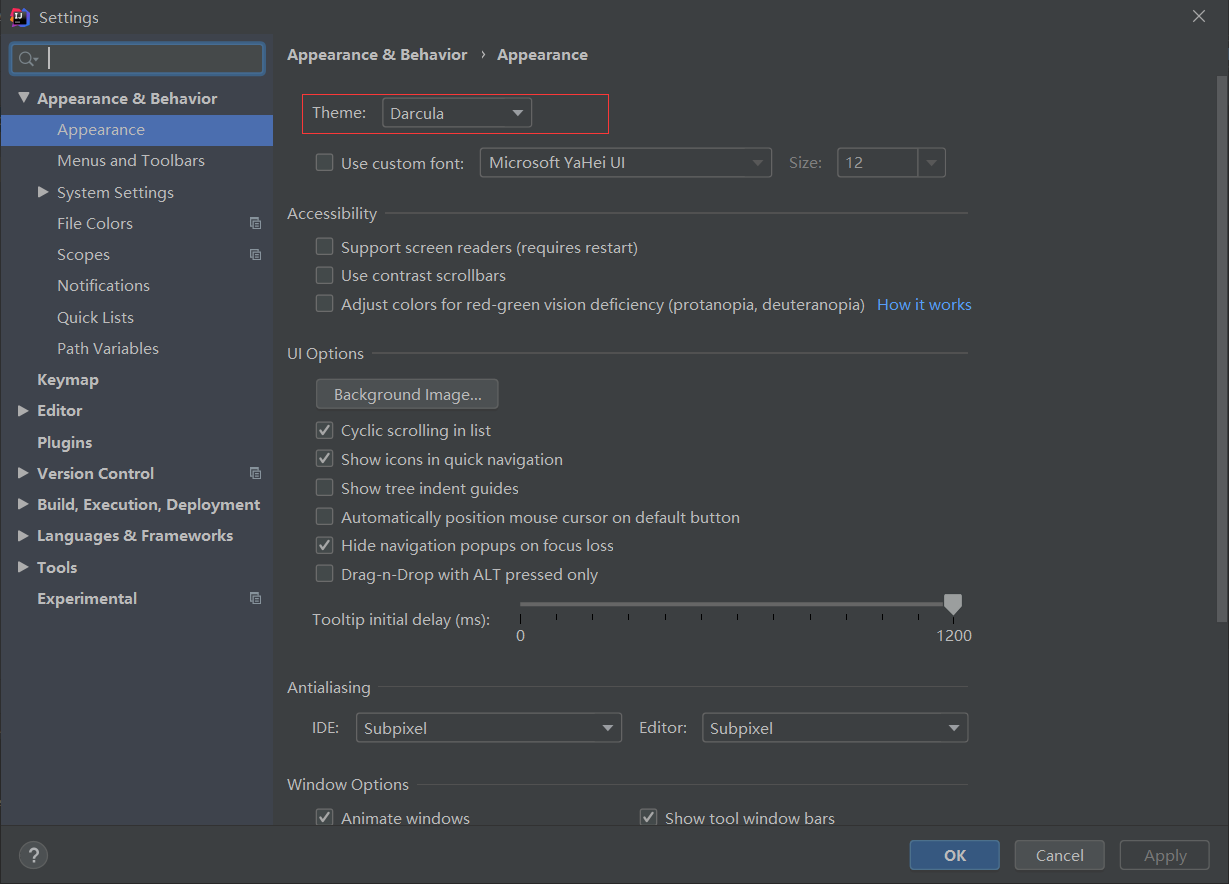 Settings
Appearance & Behavior › Appearance
Appearance & Behavior
Appearance
Menus and Toolbars
System Settings
File Colors
Scopes
Notifications
Quick Lists
Path Variables
Keymap
Editor
Plugins
Version Control
Build, Execution, Deployment
Languages & Frameworks
Tools
Experimental
Theme: Darcula
Use custom font: Microsoft YaHei UI Size: 12
Accessibility
Support screen readers (requires restart)
Use contrast scrollbars
Adjust colors for red-green vision deficiency (protanopia, deuteranopia) How it works
UI Options
Background Image...
Cyclic scrolling in list
Show icons in quick navigation
Show tree indent guides
Automatically position mouse cursor on default button
Hide navigation popups on focus loss
Drag-n-Drop with ALT pressed only
Tooltip initial delay (ms):
0 1200
Antialiasing
IDE: Subpixel Editor: Subpixel
Window Options
Animate windows Show tool window bars
? OK Cancel Apply